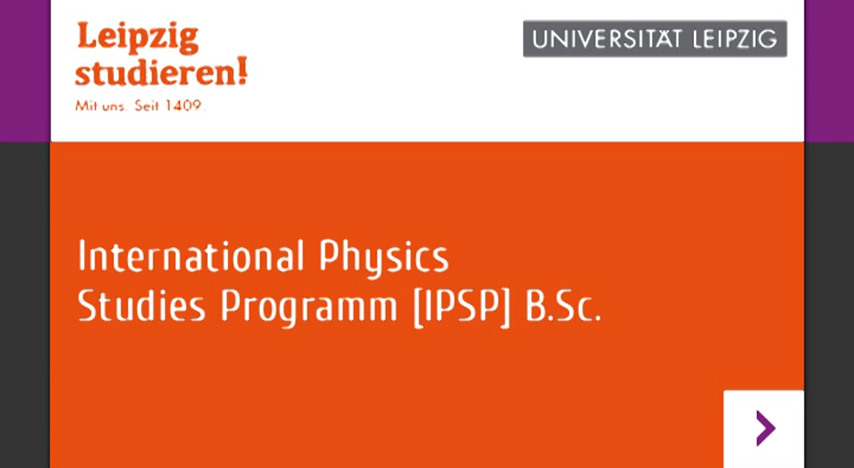 Leipzig
studieren!
Mit uns. Seit 1409.
UNIVERSITÄT LEIPZIG
International Physics
Studies Programm [IPSP] B.Sc.